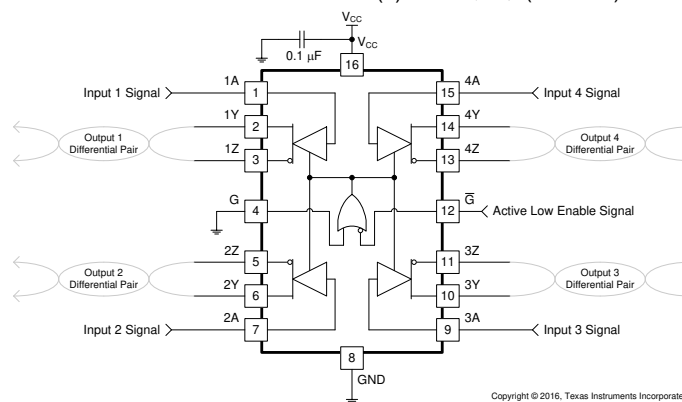 V_CC
V_CC
0.1 μF
16
1A
4A
Input 1 Signal
1
15
Input 4 Signal
1Y
4Y
Output 1
Differential Pair
2
14
Output 4
Differential Pair
1Z
4Z
3
13
G
G̅
4
12
Active Low Enable Signal
2Z
3Z
Output 2
Differential Pair
5
11
Output 3
Differential Pair
2Y
3Y
6
10
2A
3A
Input 2 Signal
7
9
Input 3 Signal
8
GND
Copyright © 2016, Texas Instruments Incorporate